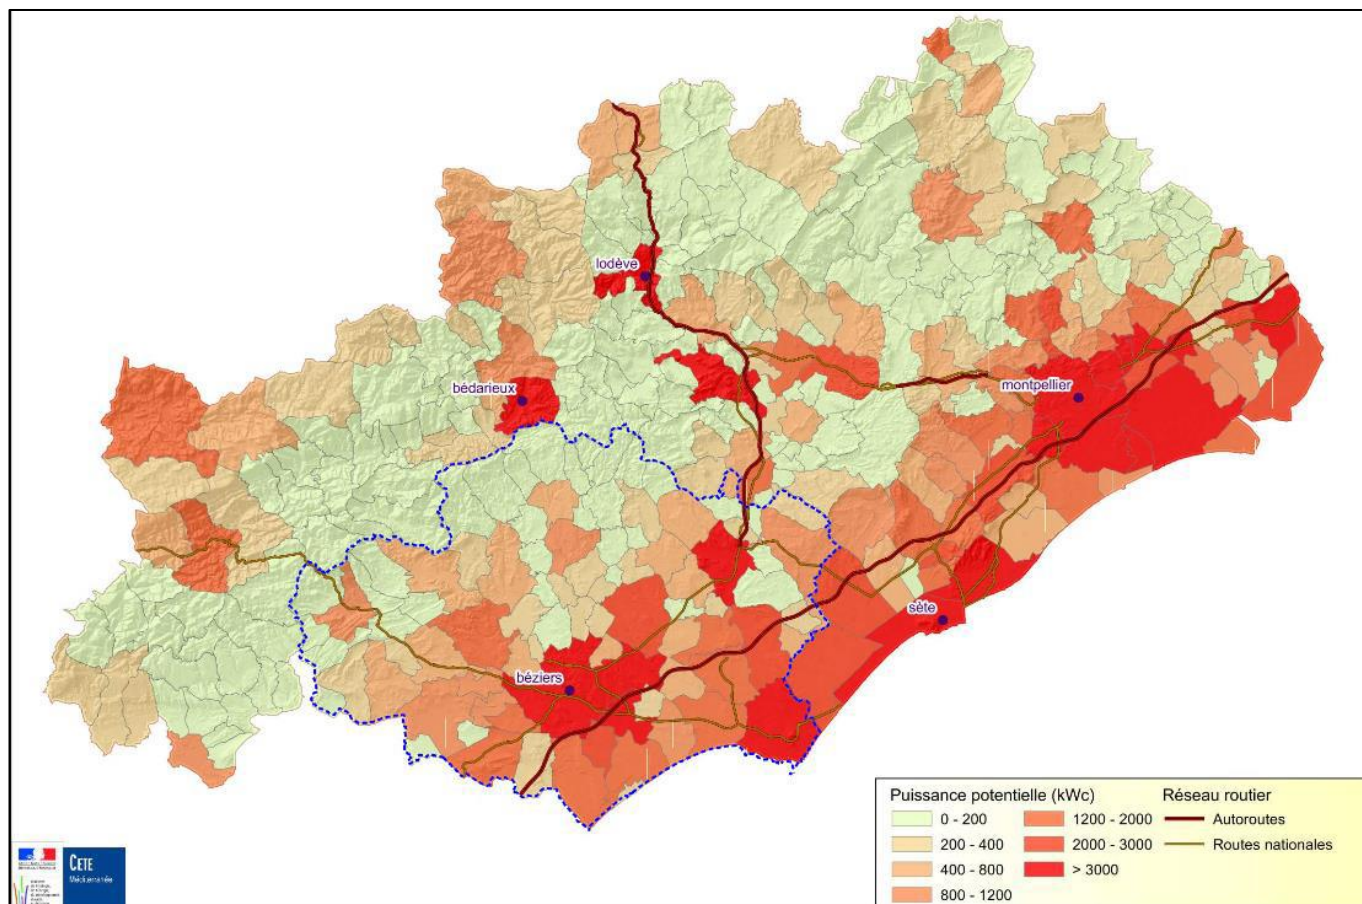 lodève
bédarieux
montpellier
sète
béziers
Puissance potentielle (kWc)
Réseau routier
0 - 200
1200 - 2000
Autoroutes
200 - 400
2000 - 3000
Routes nationales
400 - 800
> 3000
800 - 1200
CETE
Méditerranée